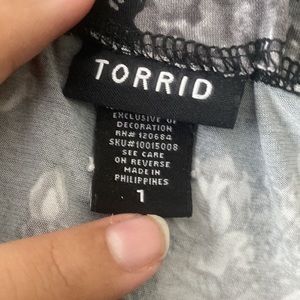 TORRID
EXCLUSIVE OF
DECORATION
RN# 120684
SKU#10015008
SEE CARE
ON REVERSE
MADE IN
PHILIPPINES
1